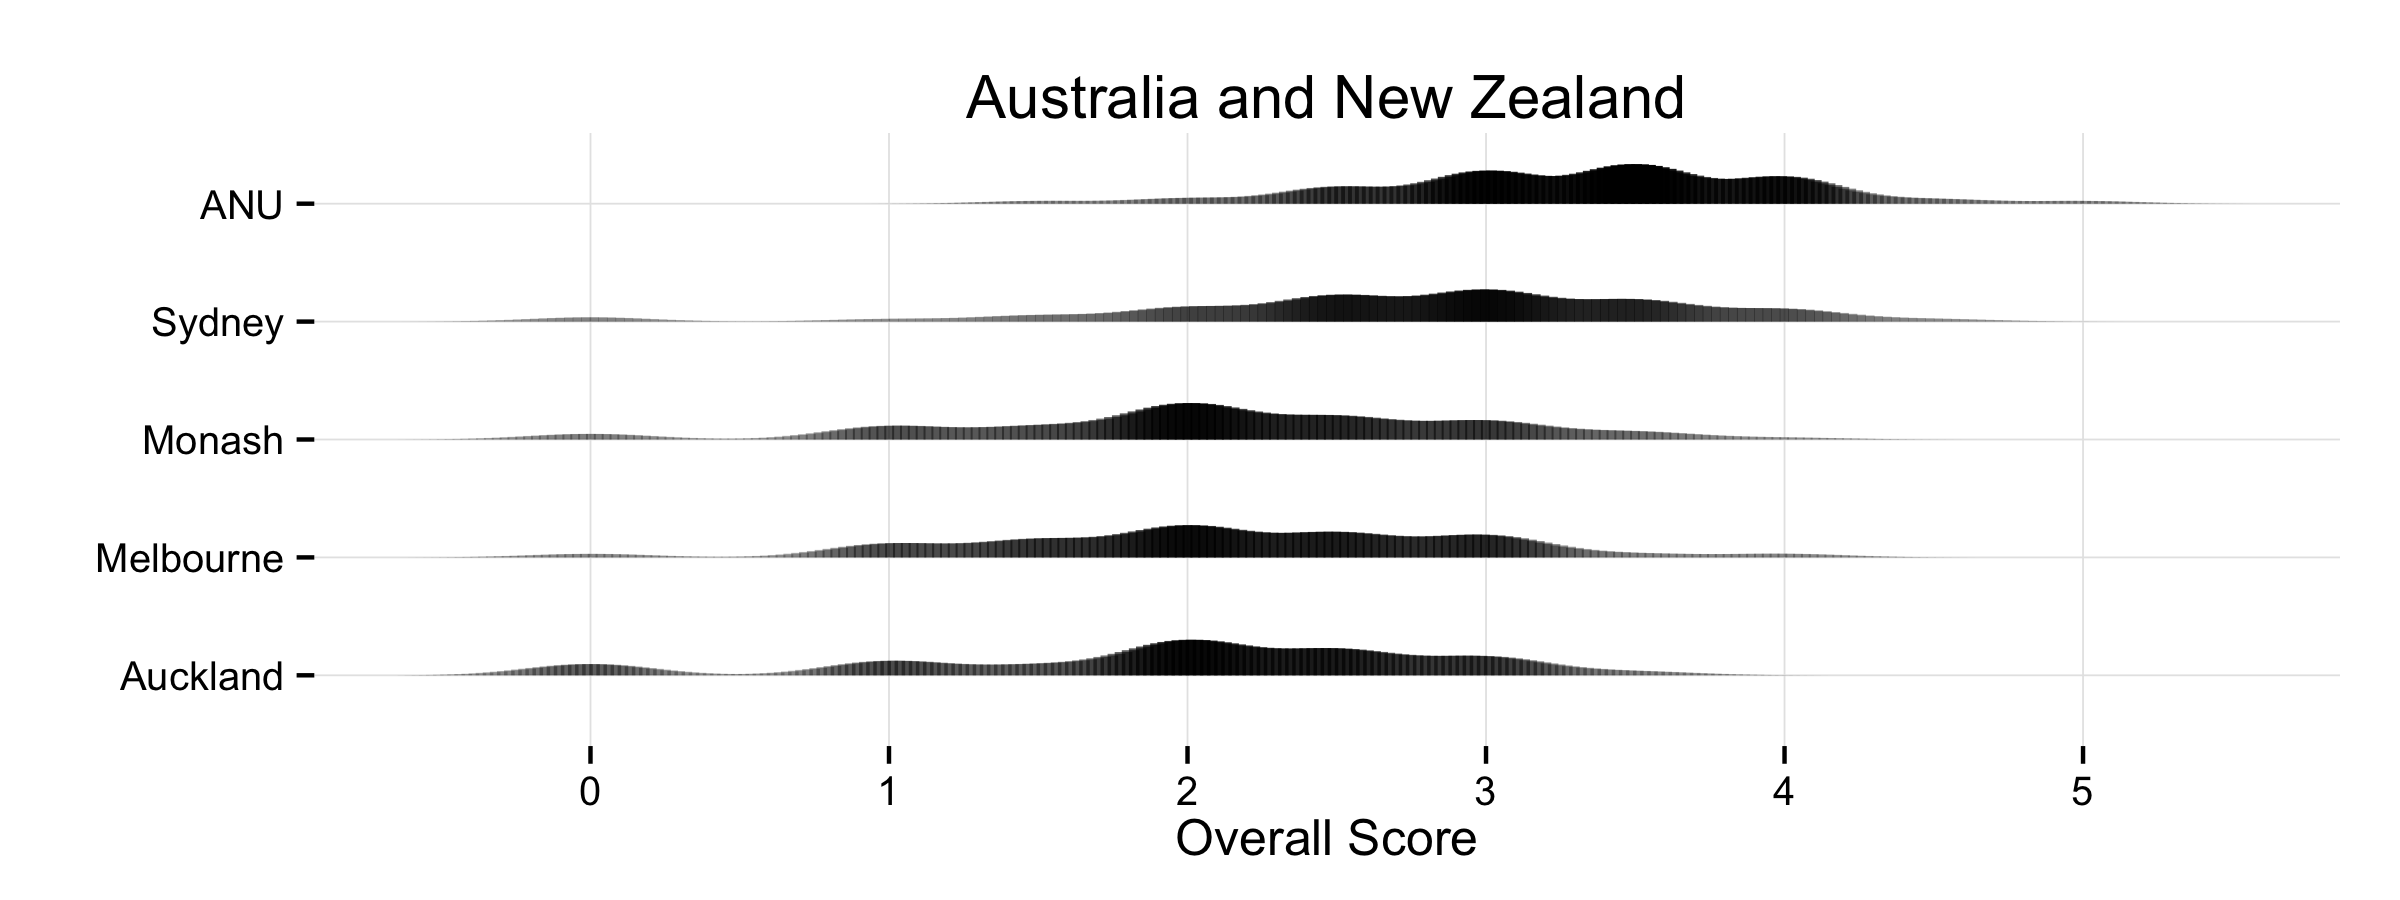 Australia and New Zealand
ANU
Sydney
Monash
Melbourne
Auckland
0 1 2 3 4 5
Overall Score